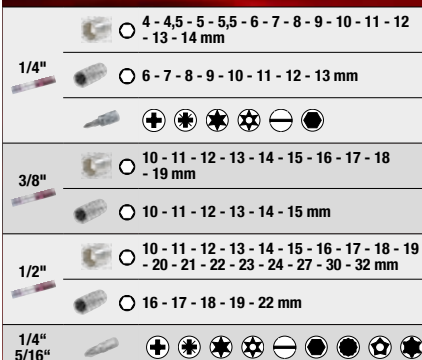 4 - 4,5 - 5 - 5,5 - 6 - 7 - 8 - 9 - 10 - 11 - 12
- 13 - 14 mm
1/4"
6 - 7 - 8 - 9 - 10 - 11 - 12 - 13 mm
10 - 11 - 12 - 13 - 14 - 15 - 16 - 17 - 18
- 19 mm
3/8"
10 - 11 - 12 - 13 - 14 - 15 mm
10 - 11 - 12 - 13 - 14 - 15 - 16 - 17 - 18 - 19
- 20 - 21 - 22 - 23 - 24 - 27 - 30 - 32 mm
1/2"
16 - 17 - 18 - 19 - 22 mm
1/4“
5/16“